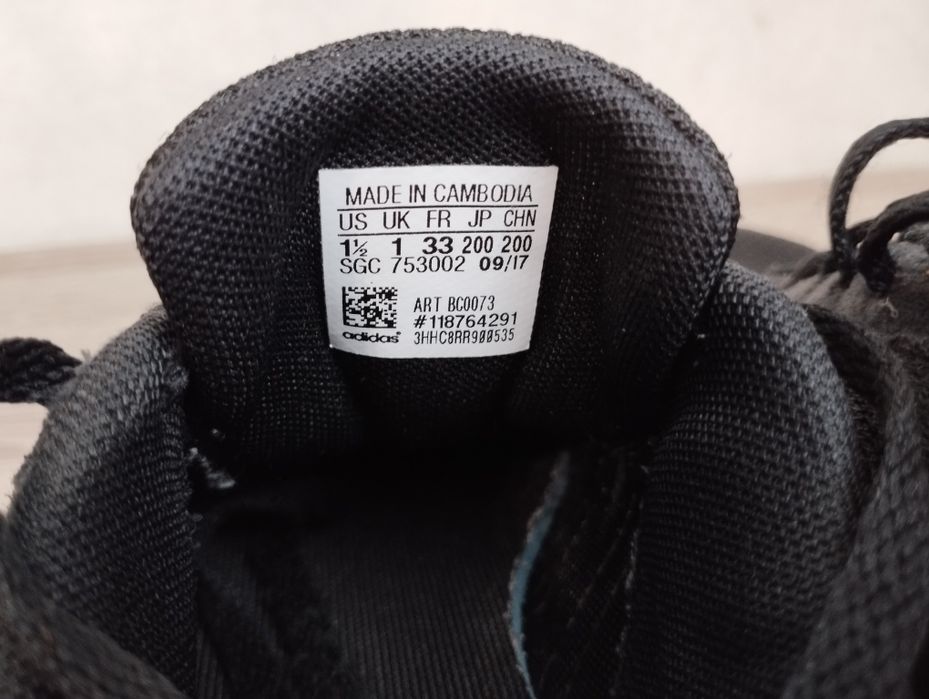 MADE IN CAMBODIA
US UK FR JP CHN
1½ 1 33 200 200
SGC 753002 09/17
ART BC0073
#118764291
adidas 3HHC8RR900535